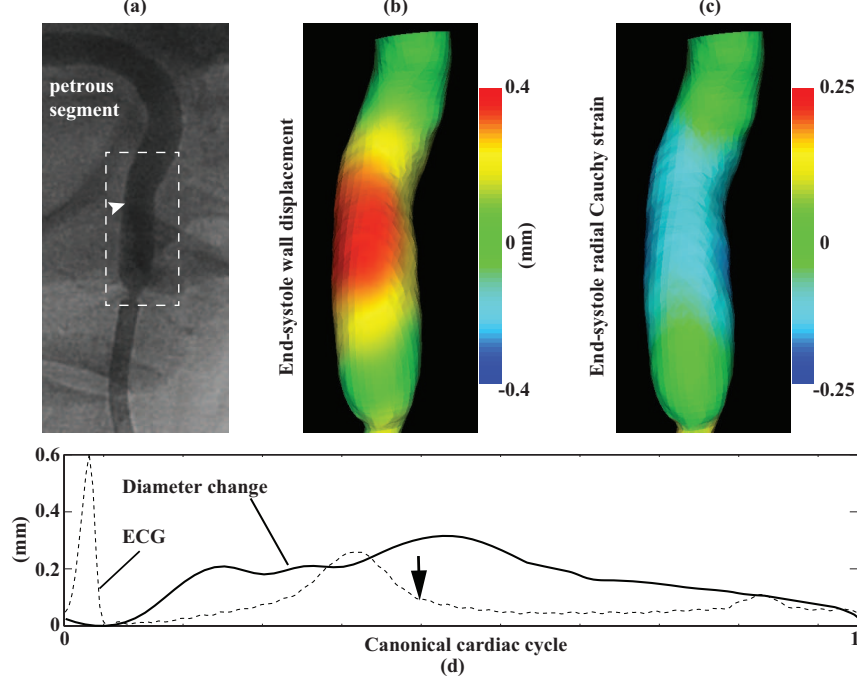 (a)
(b)
(c)
petrous
segment
End-systole wall displacement
0.4
0
-0.4
(mm)
End-systole radial Cauchy strain
0.25
0
-0.25
0.6
0.4
0.2
0
(mm)
Diameter change
ECG
0
1
Canonical cardiac cycle
(d)